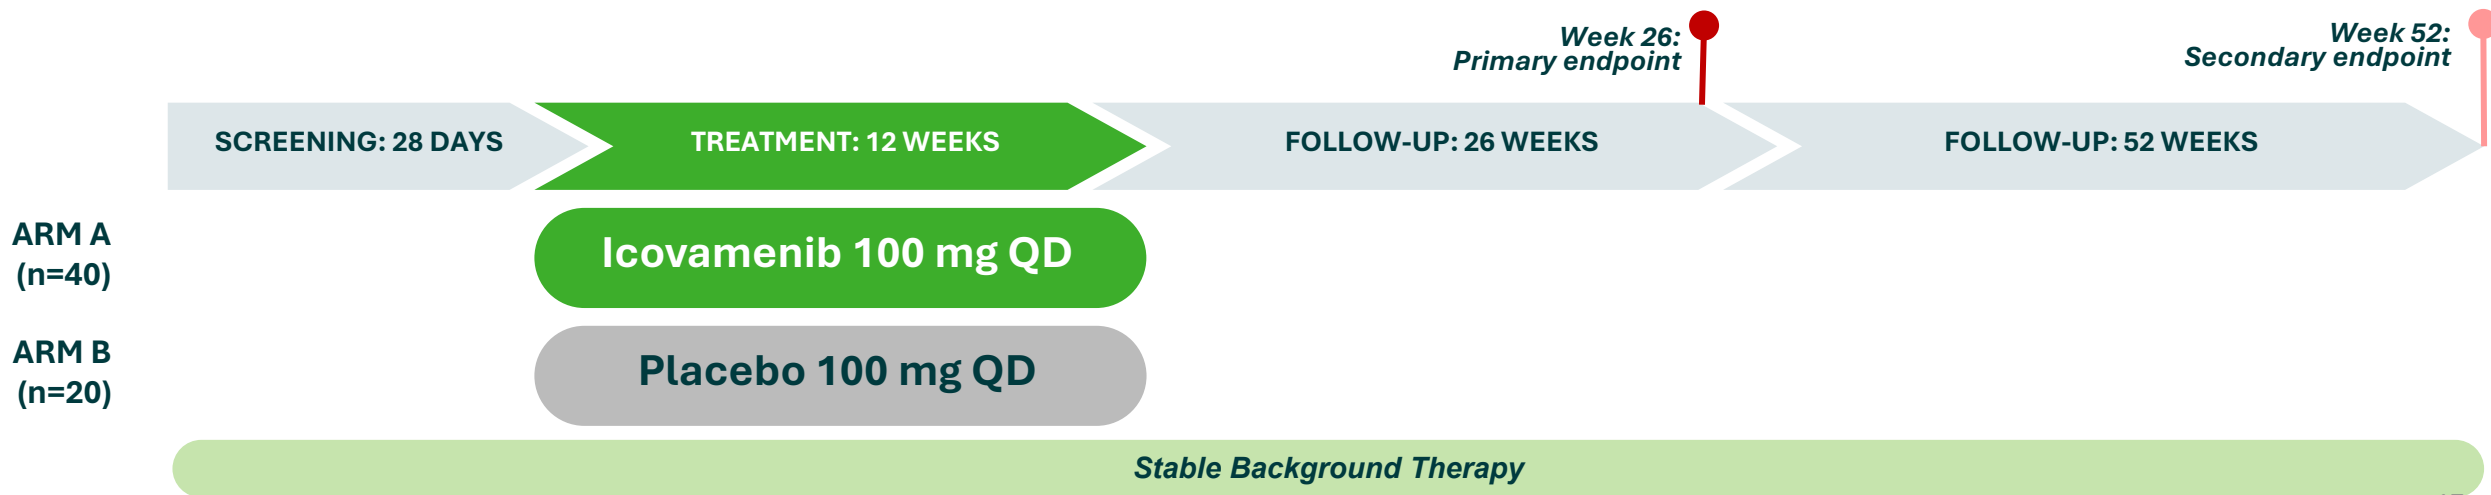 Week 26:
Primary endpoint
Week 52:
Secondary endpoint
SCREENING: 28 DAYS
TREATMENT: 12 WEEKS
FOLLOW-UP: 26 WEEKS
FOLLOW-UP: 52 WEEKS
ARM A
(n=40)
Icovamenib 100 mg QD
ARM B
(n=20)
Placebo 100 mg QD
Stable Background Therapy